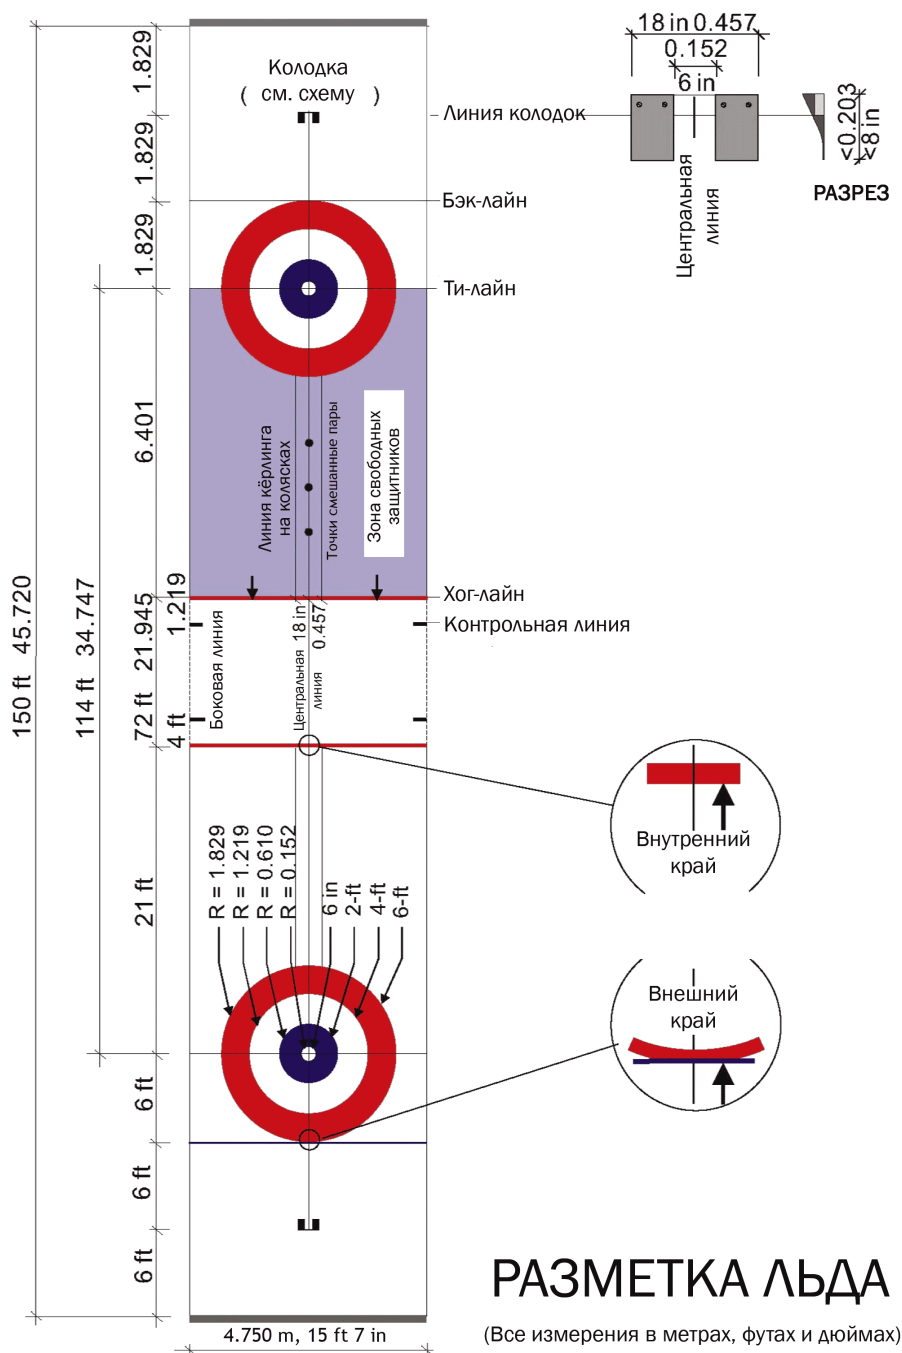 18 in 0.457
0.152
6 in
Колодка
( см. схему )
Линия колодок
<0.203
<8 in
РАЗРЕЗ
Центральная
линия
1.829
1.829
Бэк-лайн
1.829
Ти-лайн
6.401
Линия кёрлинга
на колясках
Точки смешанные пары
Зона свободных
защитников
Хог-лайн
Контрольная линия
150 ft 45.720
114 ft 34.747
72 ft 21.945
4 ft 1.219
Боковая линия
Центральная
линия
18 in
0.457
Внутренний
край
21 ft
R = 1.829
R = 1.219
R = 0.610
R = 0.152
6 in
2-ft
4-ft
6-ft
Внешний
край
6 ft
6 ft
6 ft
РАЗМЕТКА ЛЬДА
4.750 m, 15 ft 7 in
(Все измерения в метрах, футах и дюймах)